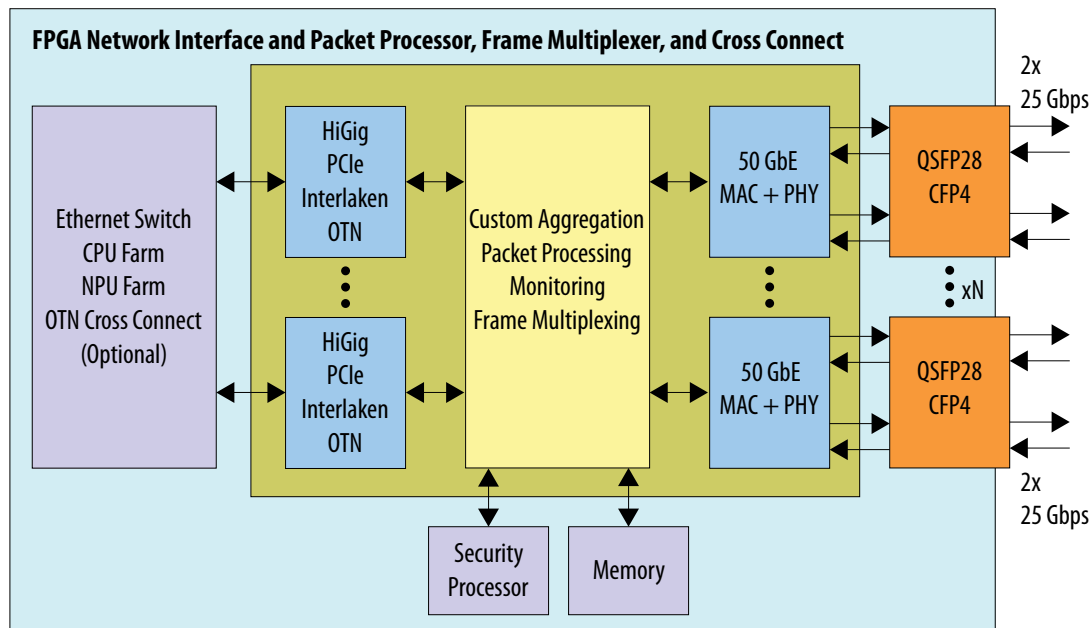 FPGA Network Interface and Packet Processor, Frame Multiplexer, and Cross Connect
2x
25 Gbps
Ethernet Switch
CPU Farm
NPU Farm
OTN Cross Connect
(Optional)
HiGig
PCIe
Interlaken
OTN
HiGig
PCIe
Interlaken
OTN
Custom Aggregation
Packet Processing
Monitoring
Frame Multiplexing
50 GbE
MAC + PHY
50 GbE
MAC + PHY
QSFP28
CFP4
xN
QSFP28
CFP4
2x
25 Gbps
Security
Processor
Memory